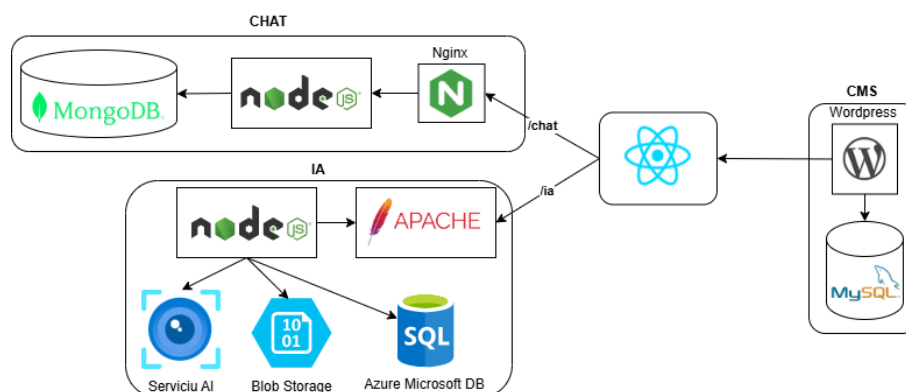 CHAT
Nginx
MongoDB.
node
JS
N
/chat
CMS
Wordpress
W
MySQL
IA
/ia
node
JS
APACHE
10
01
SQL
Serviciu AI
Blob Storage
Azure Microsoft DB